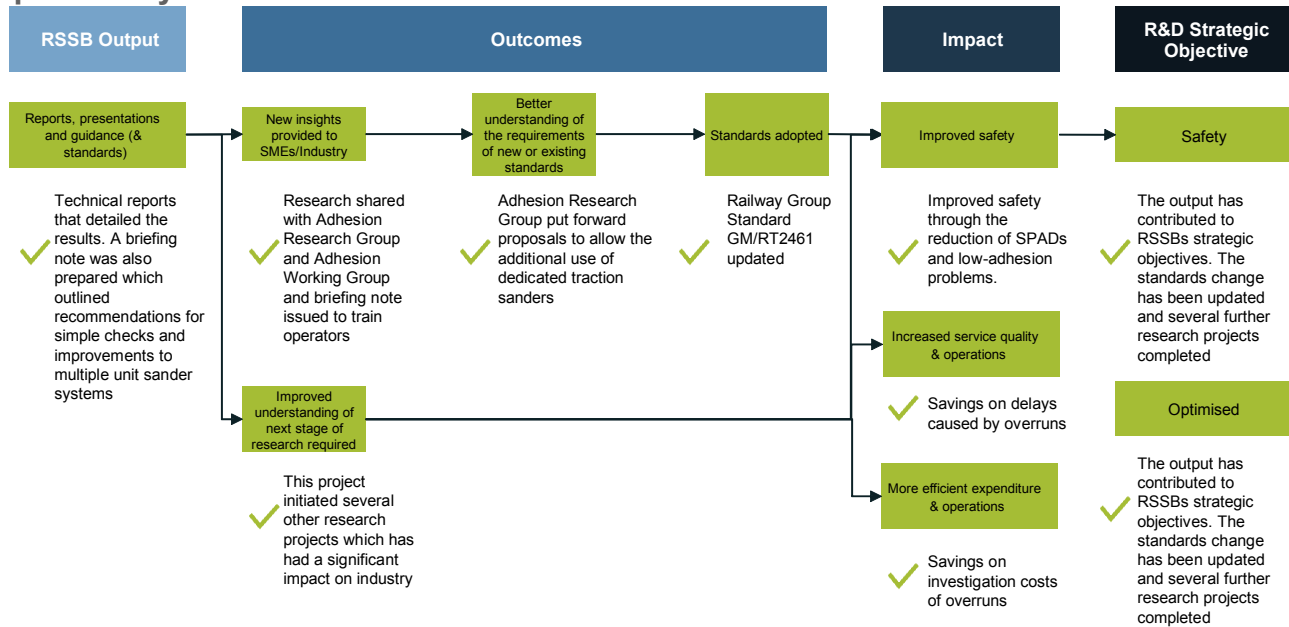 RSSB Output
Outcomes
Impact
R&D Strategic
Objective
Reports, presentations
and guidance (&
standards)
New insights
provided to
SMEs/Industry
Better
understanding of
the requirements
of new or existing
standards
Standards adopted
Improved safety
Safety
Technical reports
that detailed the
results. A briefing
note was also
prepared which
outlined
recommendations for
simple checks and
improvements to
multiple unit sander
systems
Research shared
with Adhesion
Research Group
and Adhesion
Working Group
and briefing note
issued to train
operators
Adhesion Research
Group put forward
proposals to allow the
additional use of
dedicated traction
sanders
Railway Group
Standard
GM/RT2461
updated
Improved safety
through the
reduction of SPADs
and low-adhesion
problems.
The output has
contributed to
RSSBs strategic
objectives. The
standards change
has been updated
and several further
research projects
completed
Increased service quality
& operations
Savings on delays
caused by overruns
Improved
understanding of
next stage of
research required
This project
initiated several
other research
projects which has
had a significant
impact on industry
More efficient expenditure
& operations
Savings on
investigation costs
of overruns
Optimised
The output has
contributed to
RSSBs strategic
objectives. The
standards change
has been updated
and several further
research projects
completed